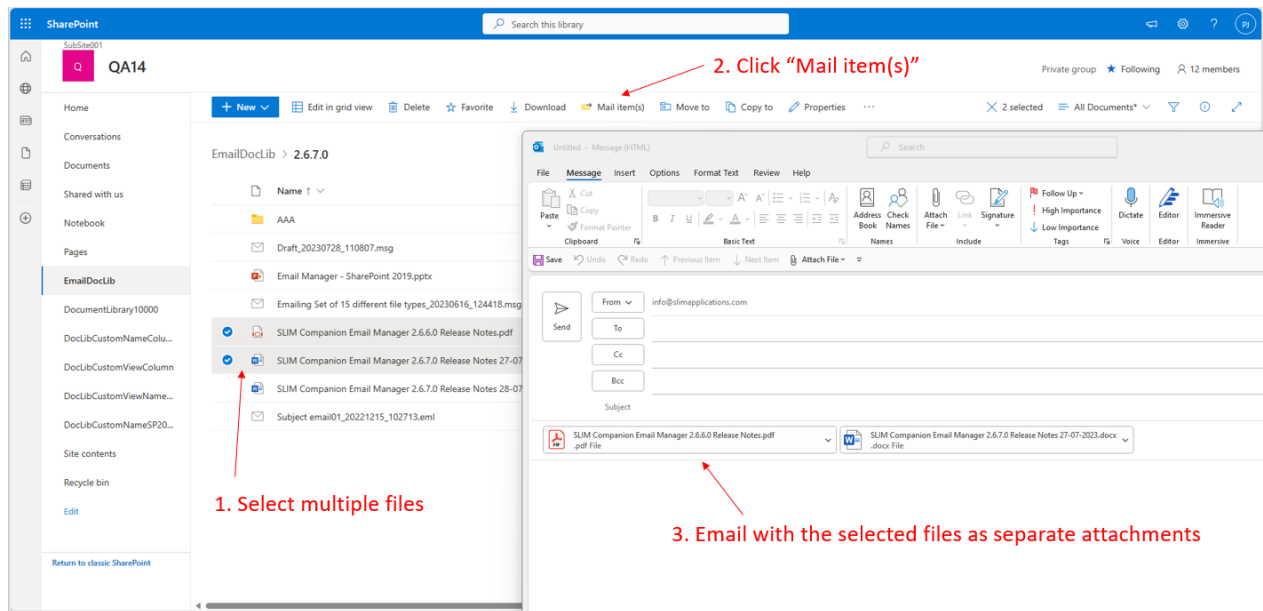 SharePoint
Search this library
?
PJ
SubSite001
Q
QA14
2. Click “Mail item(s)”
Private group ★ Following 12 members
Home
Conversations
Documents
Shared with us
Notebook
Pages
EmailDocLib
DocumentLibrary10000
DocLibCustomNameColu...
DocLibCustomViewColumn
DocLibCustomViewName...
DocLibCustomNameSP20...
Site contents
Recycle bin
Edit
Return to classic SharePoint
+ New Edit in grid view Delete Favorite Download Mail item(s) Move to Copy to Properties ... 2 selected All Documents*
EmailDocLib > 2.6.7.0
Name ↑
AAA
Draft_20230728_110807.msg
Email Manager - SharePoint 2019.pptx
Emailing Set of 15 different file types_20230616_124418.msg
SLIM Companion Email Manager 2.6.6.0 Release Notes.pdf
SLIM Companion Email Manager 2.6.7.0 Release Notes 27-07
SLIM Companion Email Manager 2.6.7.0 Release Notes 28-07
Subject email01_20221215_102713.eml
1. Select multiple files
Untitled - Message (HTML)
Search
File Message Insert Options Format Text Review Help
Paste
Cut
Copy
Format Painter
Clipboard
B I U A
Basic Text
Address Book
Check Names
Names
Attach File
Link
Signature
Include
Follow Up
High Importance
Low Importance
Tags
Dictate
Voice
Editor
Editor
Immersive Reader
Immersive
Save Undo Redo Previous Item Next Item Attach File
Send
From info@slimapplications.com
To
Cc
Bcc
Subject
SLIM Companion Email Manager 2.6.6.0 Release Notes.pdf
.pdf File
SLIM Companion Email Manager 2.6.7.0 Release Notes 27-07-2023.docx
.docx File
3. Email with the selected files as separate attachments